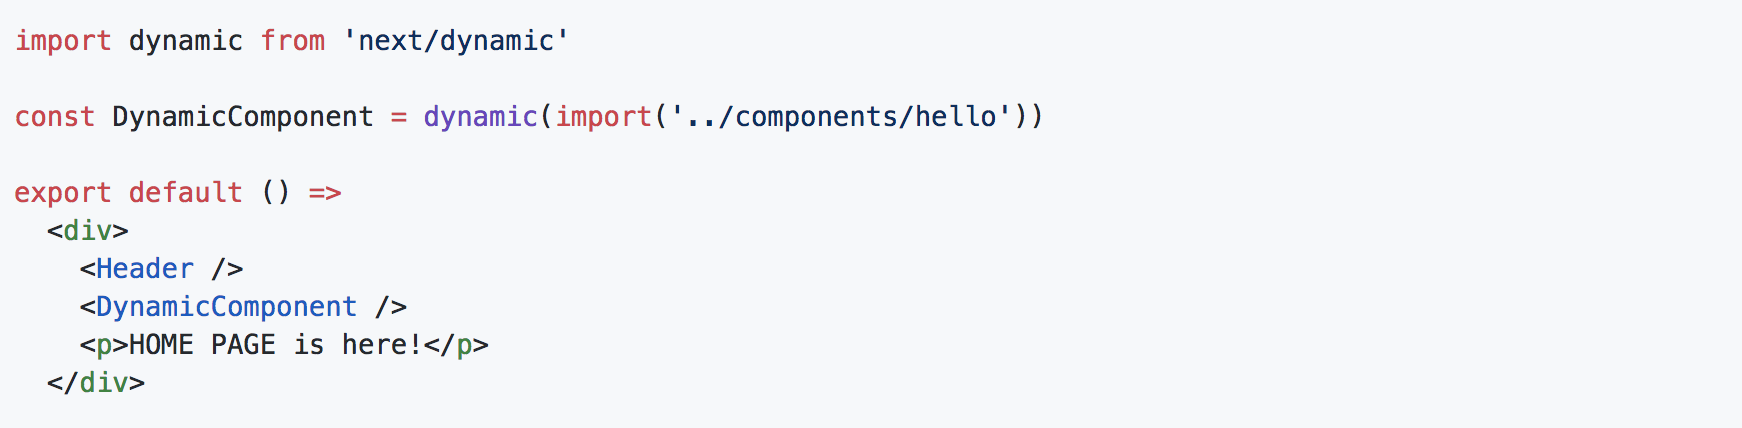 import dynamic from 'next/dynamic'
const DynamicComponent = dynamic(import('../components/hello'))
export default () =>
<div>
<Header />
<DynamicComponent />
<p>HOME PAGE is here!</p>
</div>